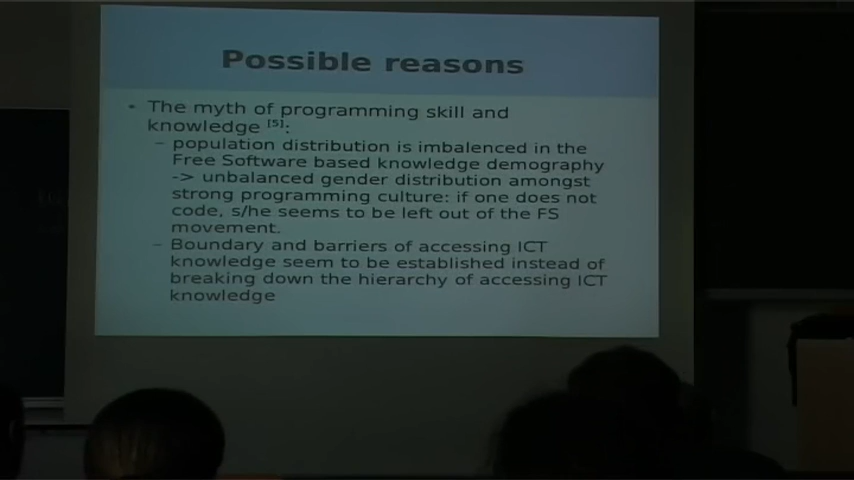 Possible reasons
• The myth of programming skill and
knowledge [5]:
– population distribution is imbalenced in the
Free Software based knowledge demography
-> unbalanced gender distribution amongst
strong programming culture: if one does not
code, s/he seems to be left out of the FS
movement.
– Boundary and barriers of accessing ICT
knowledge seem to be established instead of
breaking down the hierarchy of accessing ICT
knowledge